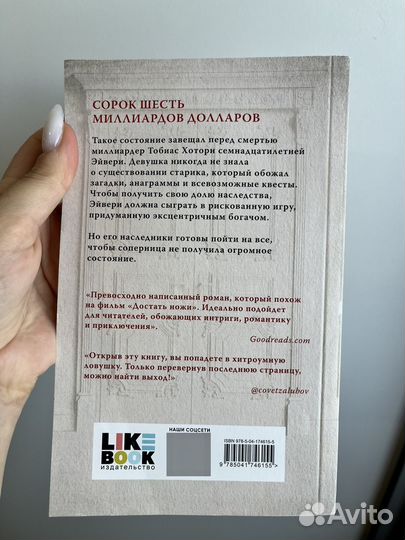 СОРОК ШЕСТЬ
МИЛЛИАРДОВ ДОЛЛАРОВ
Такое состояние завещал перед смертью
миллиардер Тобиас Хоторн семнадцатилетней
Эйвери. Девушка никогда не знала
о существовании старика, который обожал
загадки, анаграммы и всевозможные квесты.
Чтобы получить свою долю наследства,
Эйвери должна сыграть в рискованную игру,
придуманную эксцентричным богачом.
Но его наследники готовы пойти на все,
чтобы соперница не получила огромное
состояние.
«Превосходно написанный роман, который похож
на фильм «Достать ножи». Идеально подойдет
для читателей, обожающих интриги, романтику
и приключения».
Goodreads.com
«Открыв эту книгу, вы попадете в хитроумную
ловушку. Только перевернув последнюю страницу,
можно найти выход!»
@covetzalubov
НАШИ СОЦСЕТИ
LIKE
BOOK
ИЗДАТЕЛЬСТВО
ISBN 978-5-04-174615-5
9 785041 746155 >
Avito